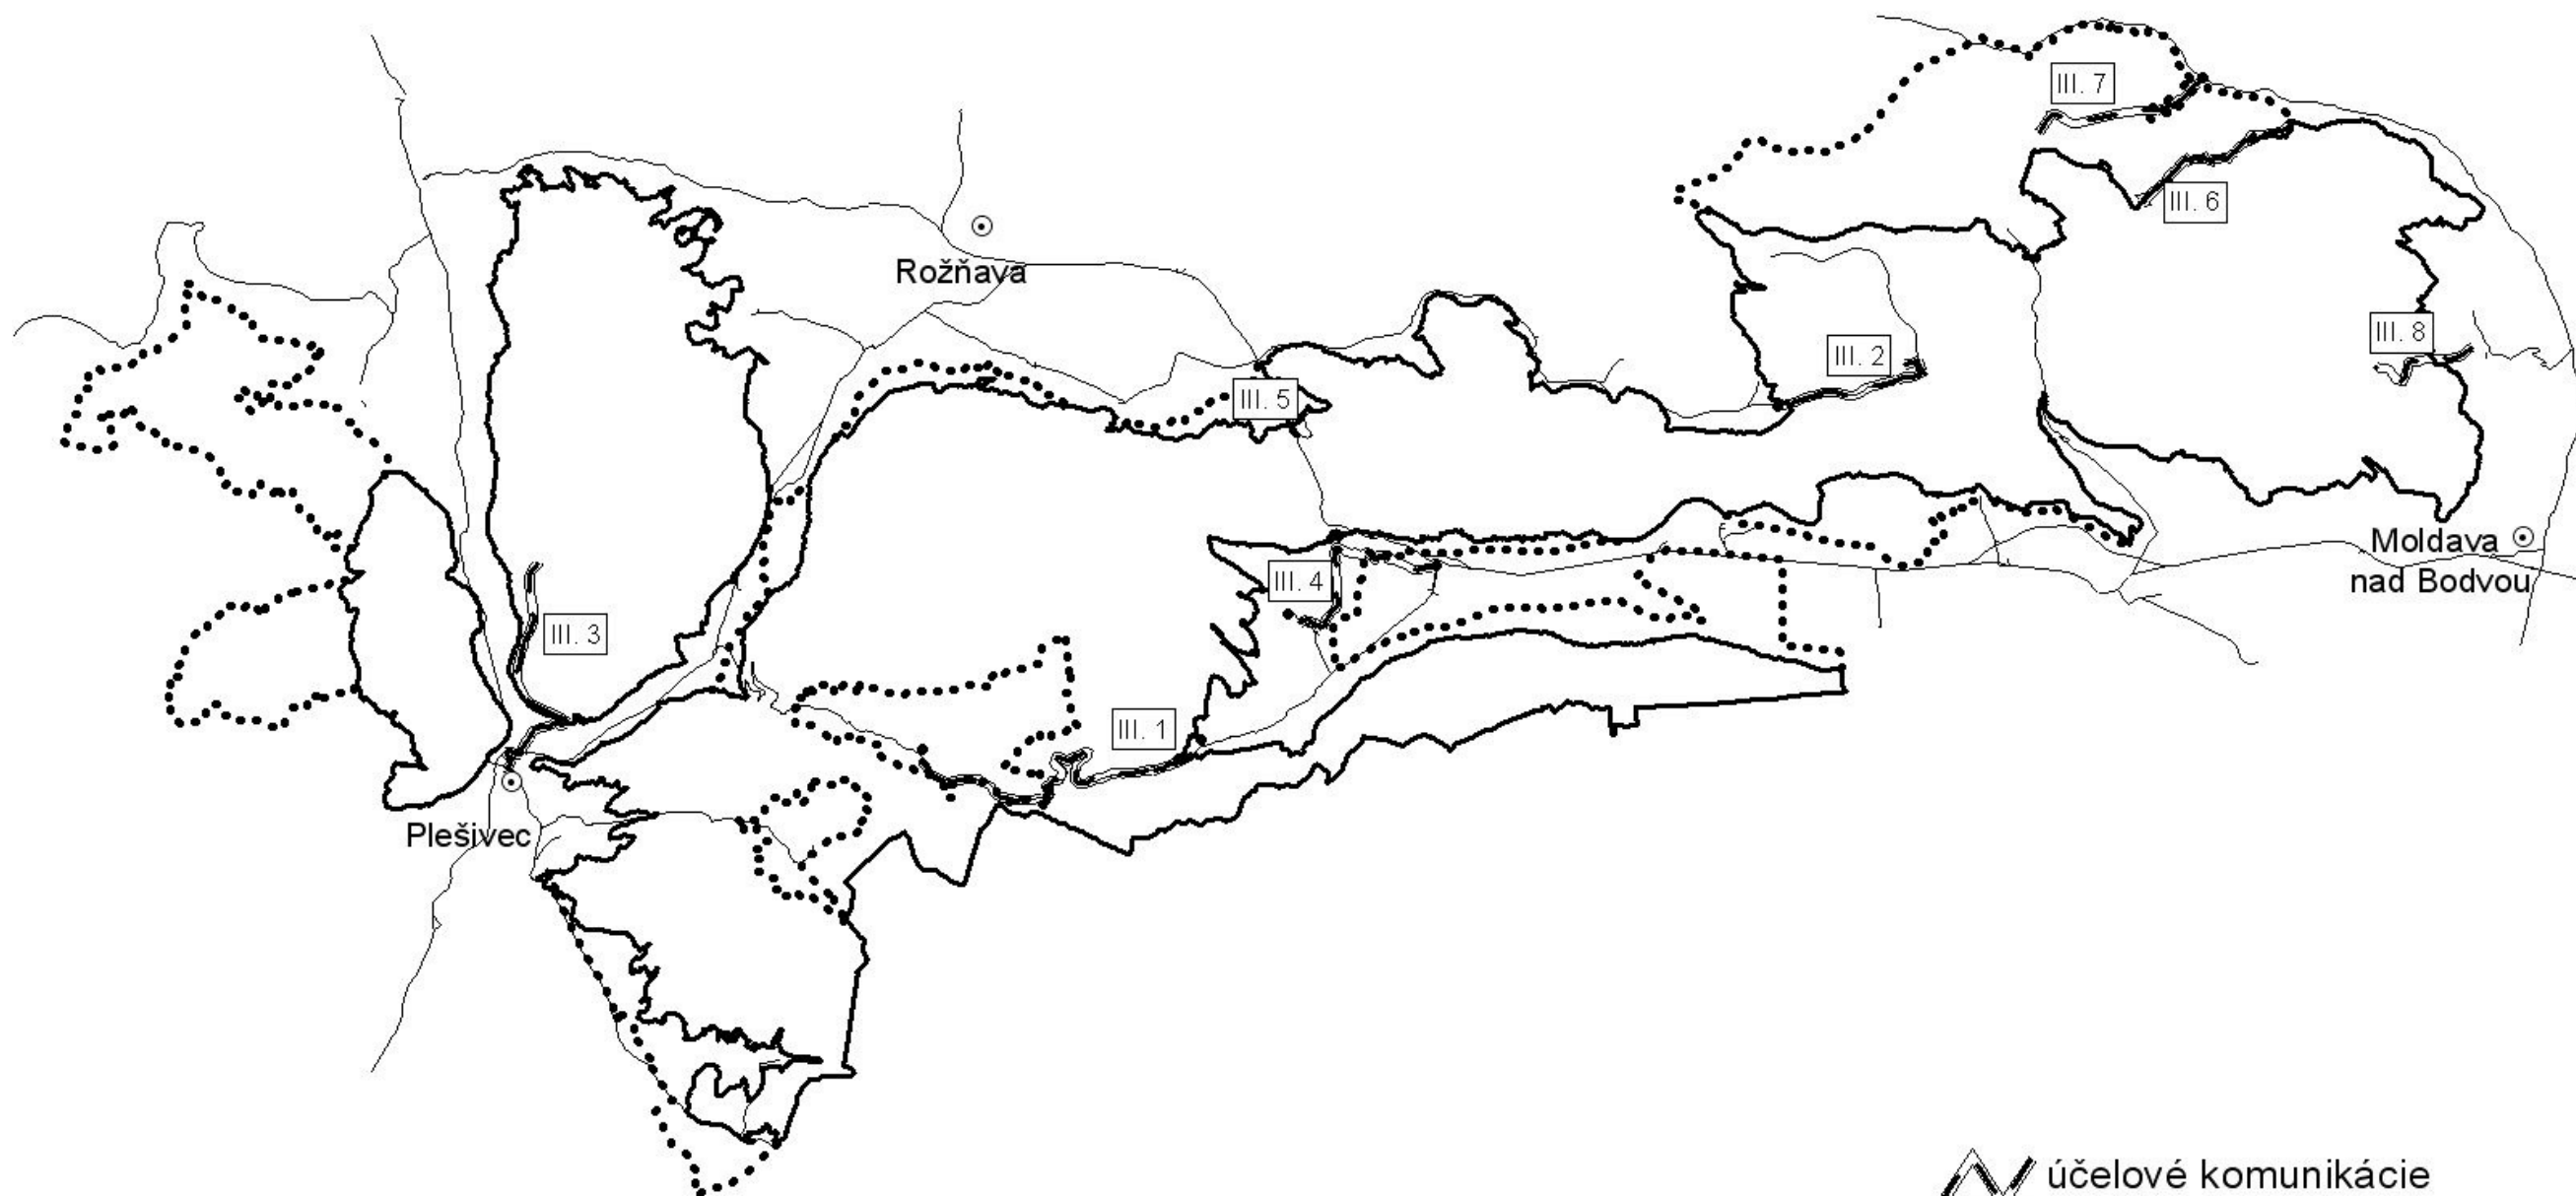 III. 7
III. 6
Rožňava
III. 8
III. 2
III. 5
Moldava
nad Bodvou
III. 4
III. 3
III. 1
Plešivec
účelové komunikácie